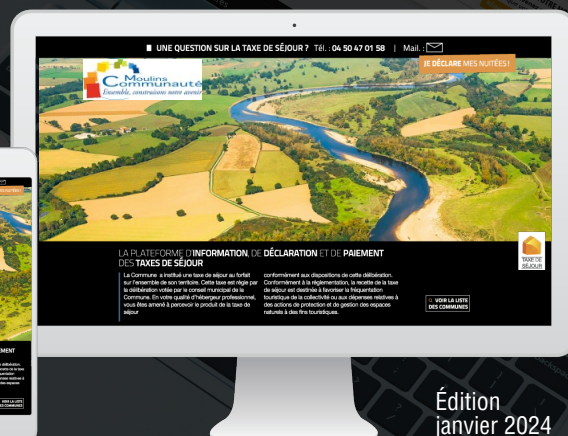 UNE QUESTION SUR LA TAXE DE SÉJOUR ? Tél. : 04 50 47 01 58 | Mail. :
JE DÉCLARE MES NUITÉES !
Moulins
Communauté
Ensemble, construisons notre avenir
LA PLATEFORME D'INFORMATION, DE DÉCLARATION ET DE PAIEMENT
DES TAXES DE SÉJOUR
La Commune a institué une taxe de séjour au forfait
sur l'ensemble de son territoire. Cette taxe est régie par
la délibération votée par le conseil municipal de la
Commune. En votre qualité d'hébergeur professionnel,
vous êtes amené à percevoir le produit de la taxe de
séjour
conformément aux dispositions de cette délibération.
Conformément à la réglementation, la recette de la taxe
de séjour est destinée à favoriser la fréquentation
touristique de la collectivité ou aux dépenses relatives à
des actions de protection et de gestion des espaces
naturels à des fins touristiques.
TAXE DE
SÉJOUR
VOIR LA LISTE
DES COMMUNES
VOIR LA LISTE
DES COMMUNES
Édition
janvier 2024